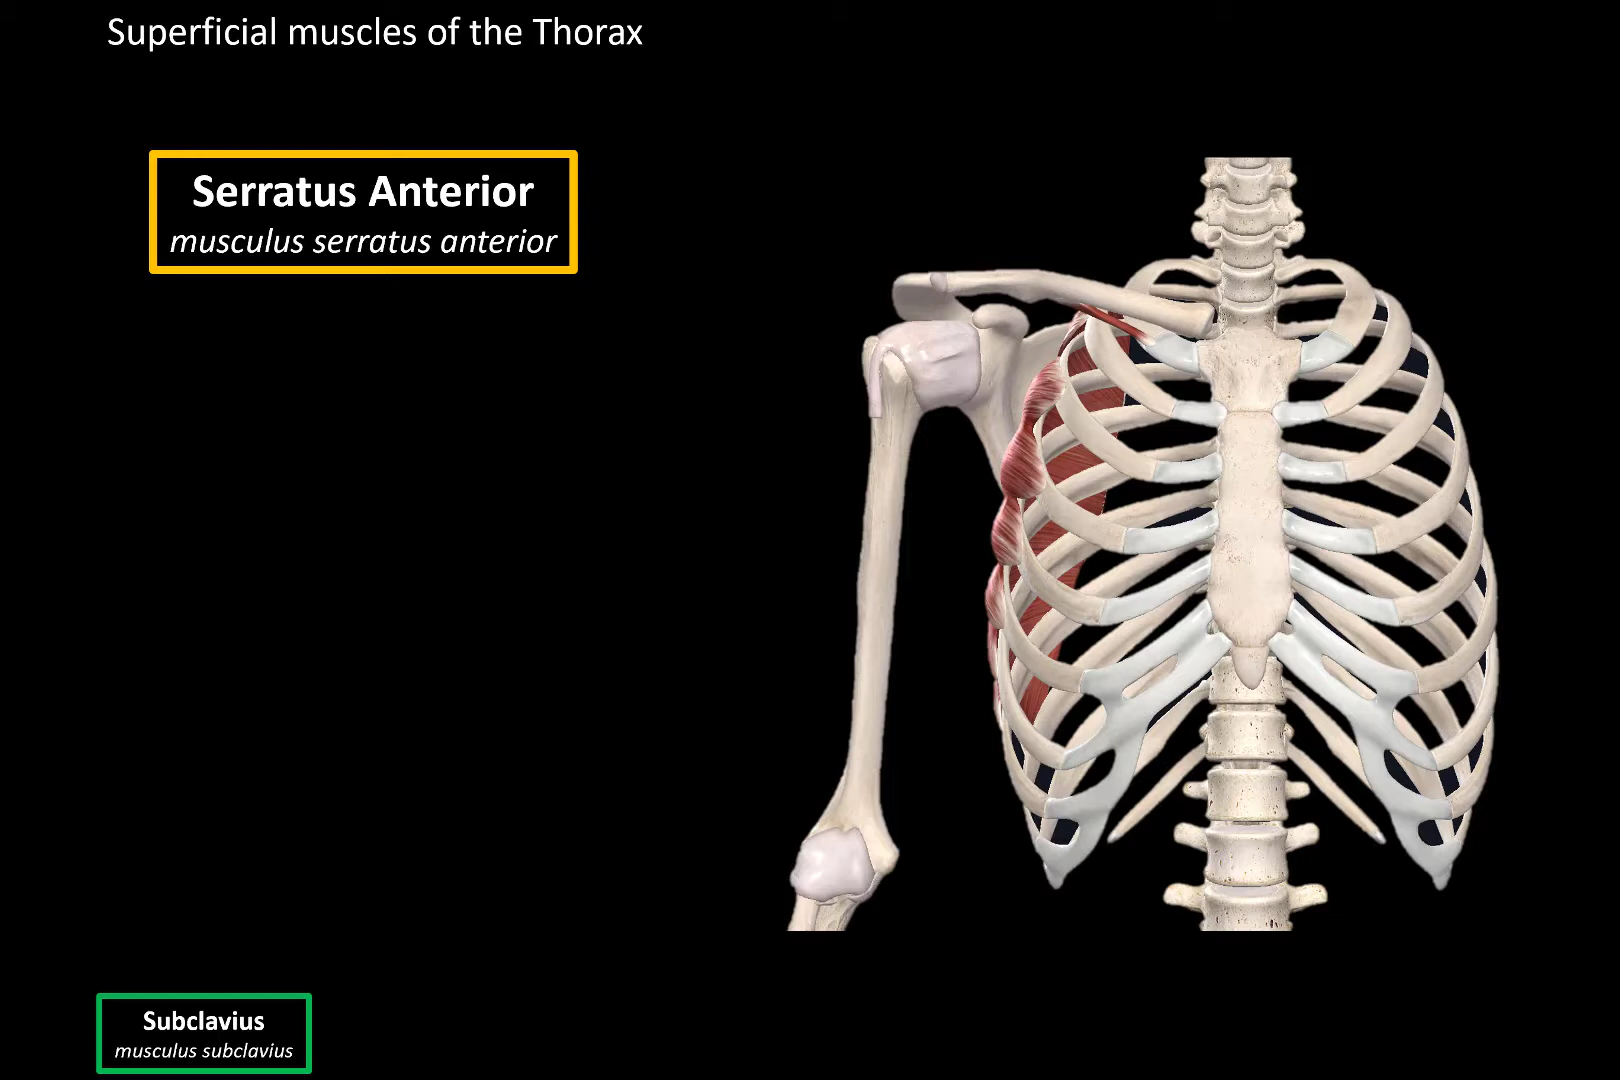 Superficial muscles of the Thorax
Serratus Anterior
musculus serratus anterior
Subclavius
musculus subclavius